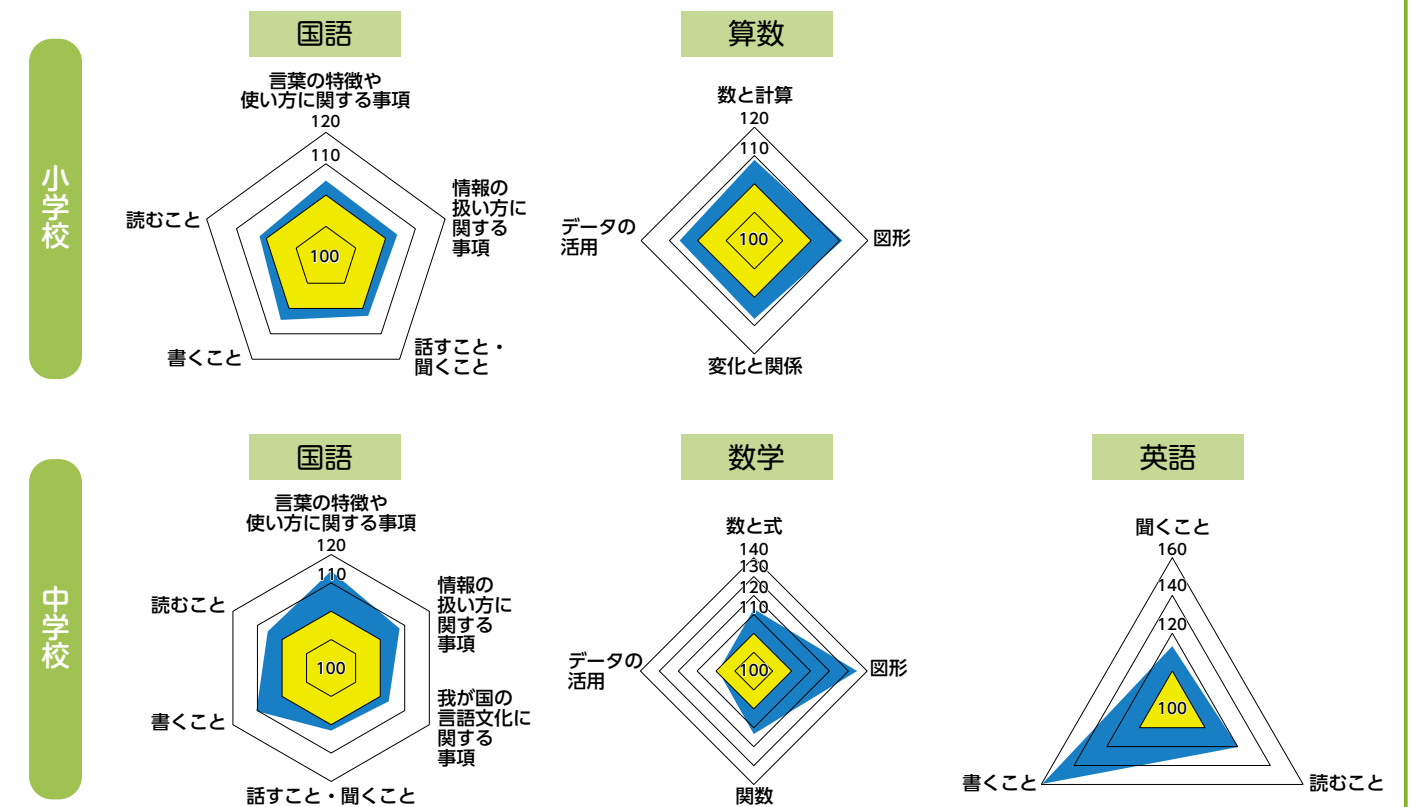 小学校
国語
言葉の特徴や
使い方に関する事項
120
110
100
情報の
扱い方に
関する
事項
話すこと・
聞くこと
書くこと
読むこと
算数
数と計算
120
110
100
図形
変化と関係
データの
活用
中学校
国語
言葉の特徴や
使い方に関する事項
120
110
100
情報の
扱い方に
関する
事項
我が国の
言語文化に
関する
事項
話すこと・聞くこと
書くこと
読むこと
数学
数と式
140
130
120
110
100
図形
関数
データの
活用
英語
聞くこと
160
140
120
100
読むこと
書くこと